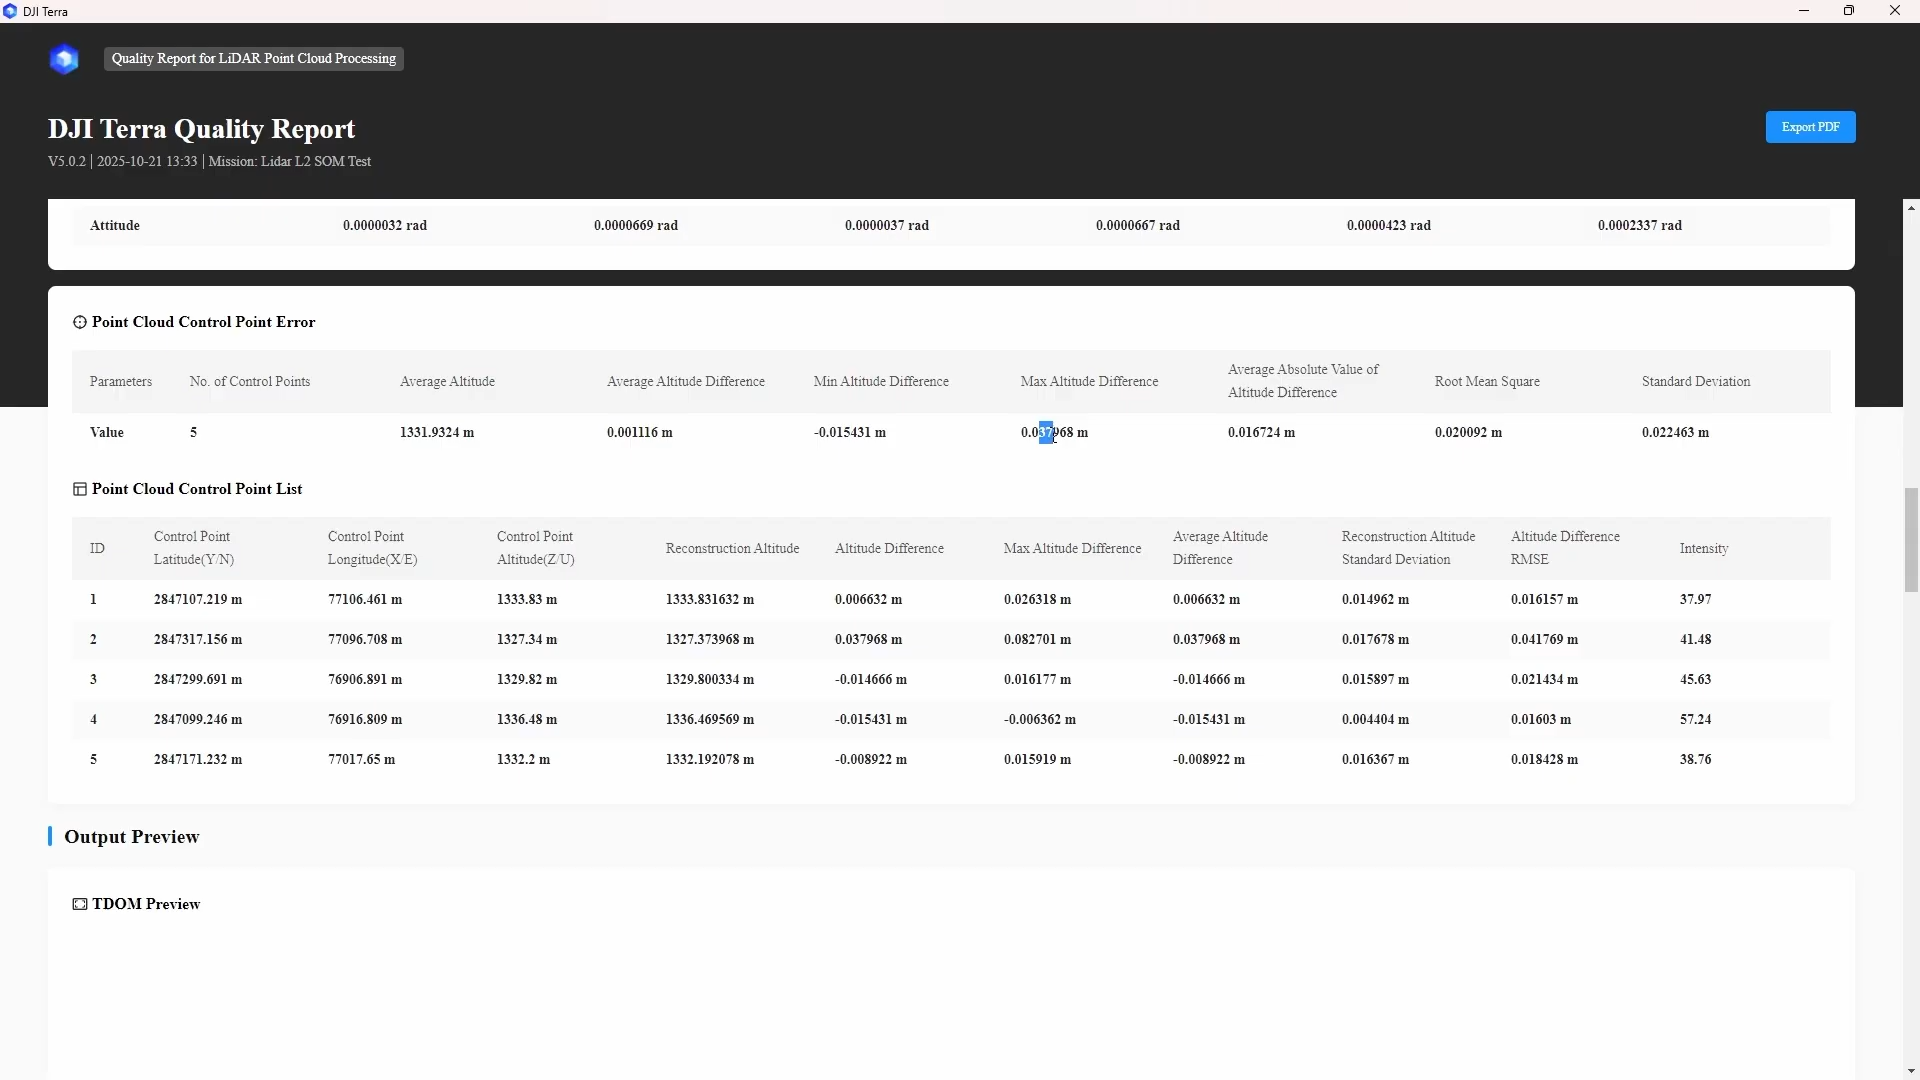 DJI Terra
Quality Report for LiDAR Point Cloud Processing
DJI Terra Quality Report
Export PDF
V5.0.2 | 2025-10-21 13:33 | Mission: Lidar L2 SOM Test
Attitude 0.0000032 rad 0.0000669 rad 0.0000037 rad 0.0000667 rad 0.0000423 rad 0.0002337 rad
Point Cloud Control Point Error
Parameters No. of Control Points Average Altitude Average Altitude Difference Min Altitude Difference Max Altitude Difference Average Absolute Value of Altitude Difference Root Mean Square Standard Deviation
Value 5 1331.9324 m 0.001116 m -0.015431 m 0.037968 m 0.016724 m 0.020092 m 0.022463 m
Point Cloud Control Point List
ID Control Point Latitude(Y/N) Control Point Longitude(X/E) Control Point Altitude(Z/U) Reconstruction Altitude Altitude Difference Max Altitude Difference Average Altitude Difference Reconstruction Altitude Standard Deviation Altitude Difference RMSE Intensity
1 2847107.219 m 77106.461 m 1333.83 m 1333.831632 m 0.006632 m 0.026318 m 0.006632 m 0.014962 m 0.016157 m 37.97
2 2847317.156 m 77096.708 m 1327.34 m 1327.373968 m 0.037968 m 0.082701 m 0.037968 m 0.017678 m 0.041769 m 41.48
3 2847299.691 m 76906.891 m 1329.82 m 1329.800334 m -0.014666 m 0.016177 m -0.014666 m 0.015897 m 0.021434 m 45.63
4 2847099.246 m 76916.809 m 1336.48 m 1336.469569 m -0.015431 m -0.006362 m -0.015431 m 0.004404 m 0.01603 m 57.24
5 2847171.232 m 77017.65 m 1332.2 m 1332.192078 m -0.008922 m 0.015919 m -0.008922 m 0.016367 m 0.018428 m 38.76
Output Preview
TDOM Preview